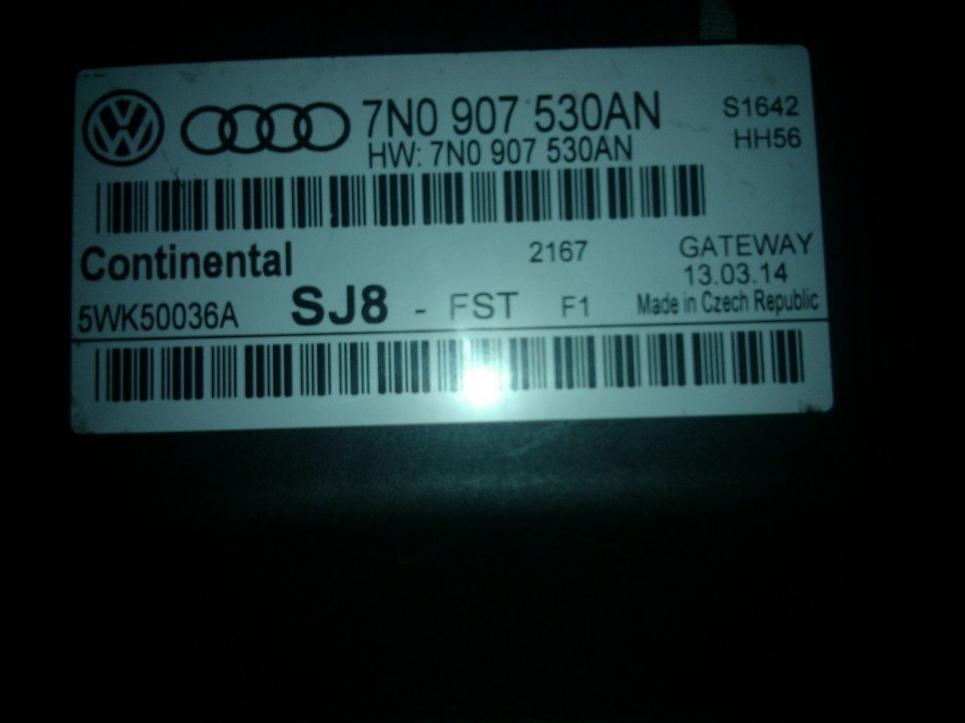 7N0 907 530AN
S1642
HW: 7N0 907 530AN
HH56
Continental
2167
GATEWAY
13.03.14
5WK50036A SJ8 - FST F1 Made in Czech Republic